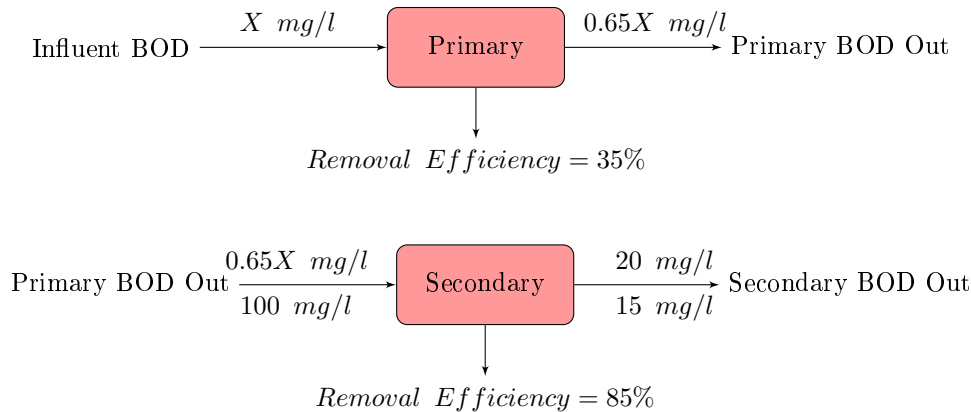 X mg/l 0.65X mg/l
Influent BOD Primary Primary BOD Out
Removal Efficiency = 35%
0.65X mg/l 20 mg/l
Primary BOD Out Secondary Secondary BOD Out
100 mg/l 15 mg/l
Removal Efficiency = 85%